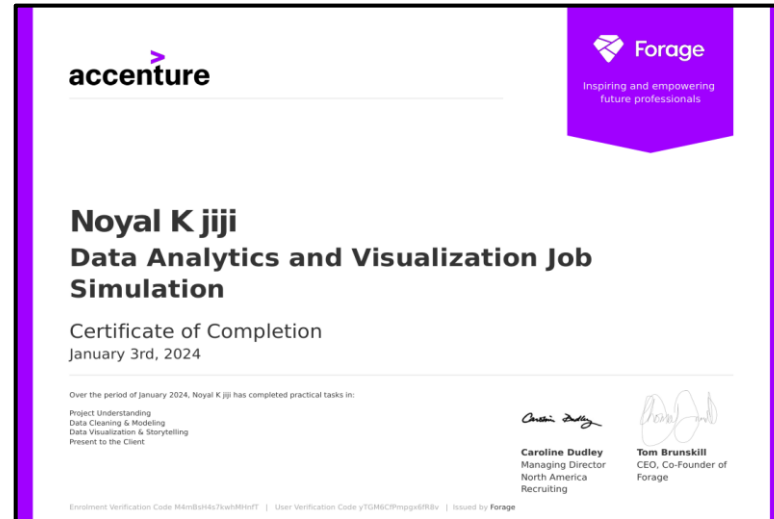 accenture
Forage
Inspiring and empowering
future professionals
Noyal K jiji
Data Analytics and Visualization Job
Simulation
Certificate of Completion
January 3rd, 2024
Over the period of January 2024, Noyal K jiji has completed practical tasks in:
Project Understanding
Data Cleaning & Modeling
Data Visualization & Storytelling
Present to the Client
Caroline Dudley
Managing Director
North America
Recruiting
Tom Brunskill
CEO, Co-Founder of
Forage
Enrolment Verification Code | User Verification Code | Issued by Forage